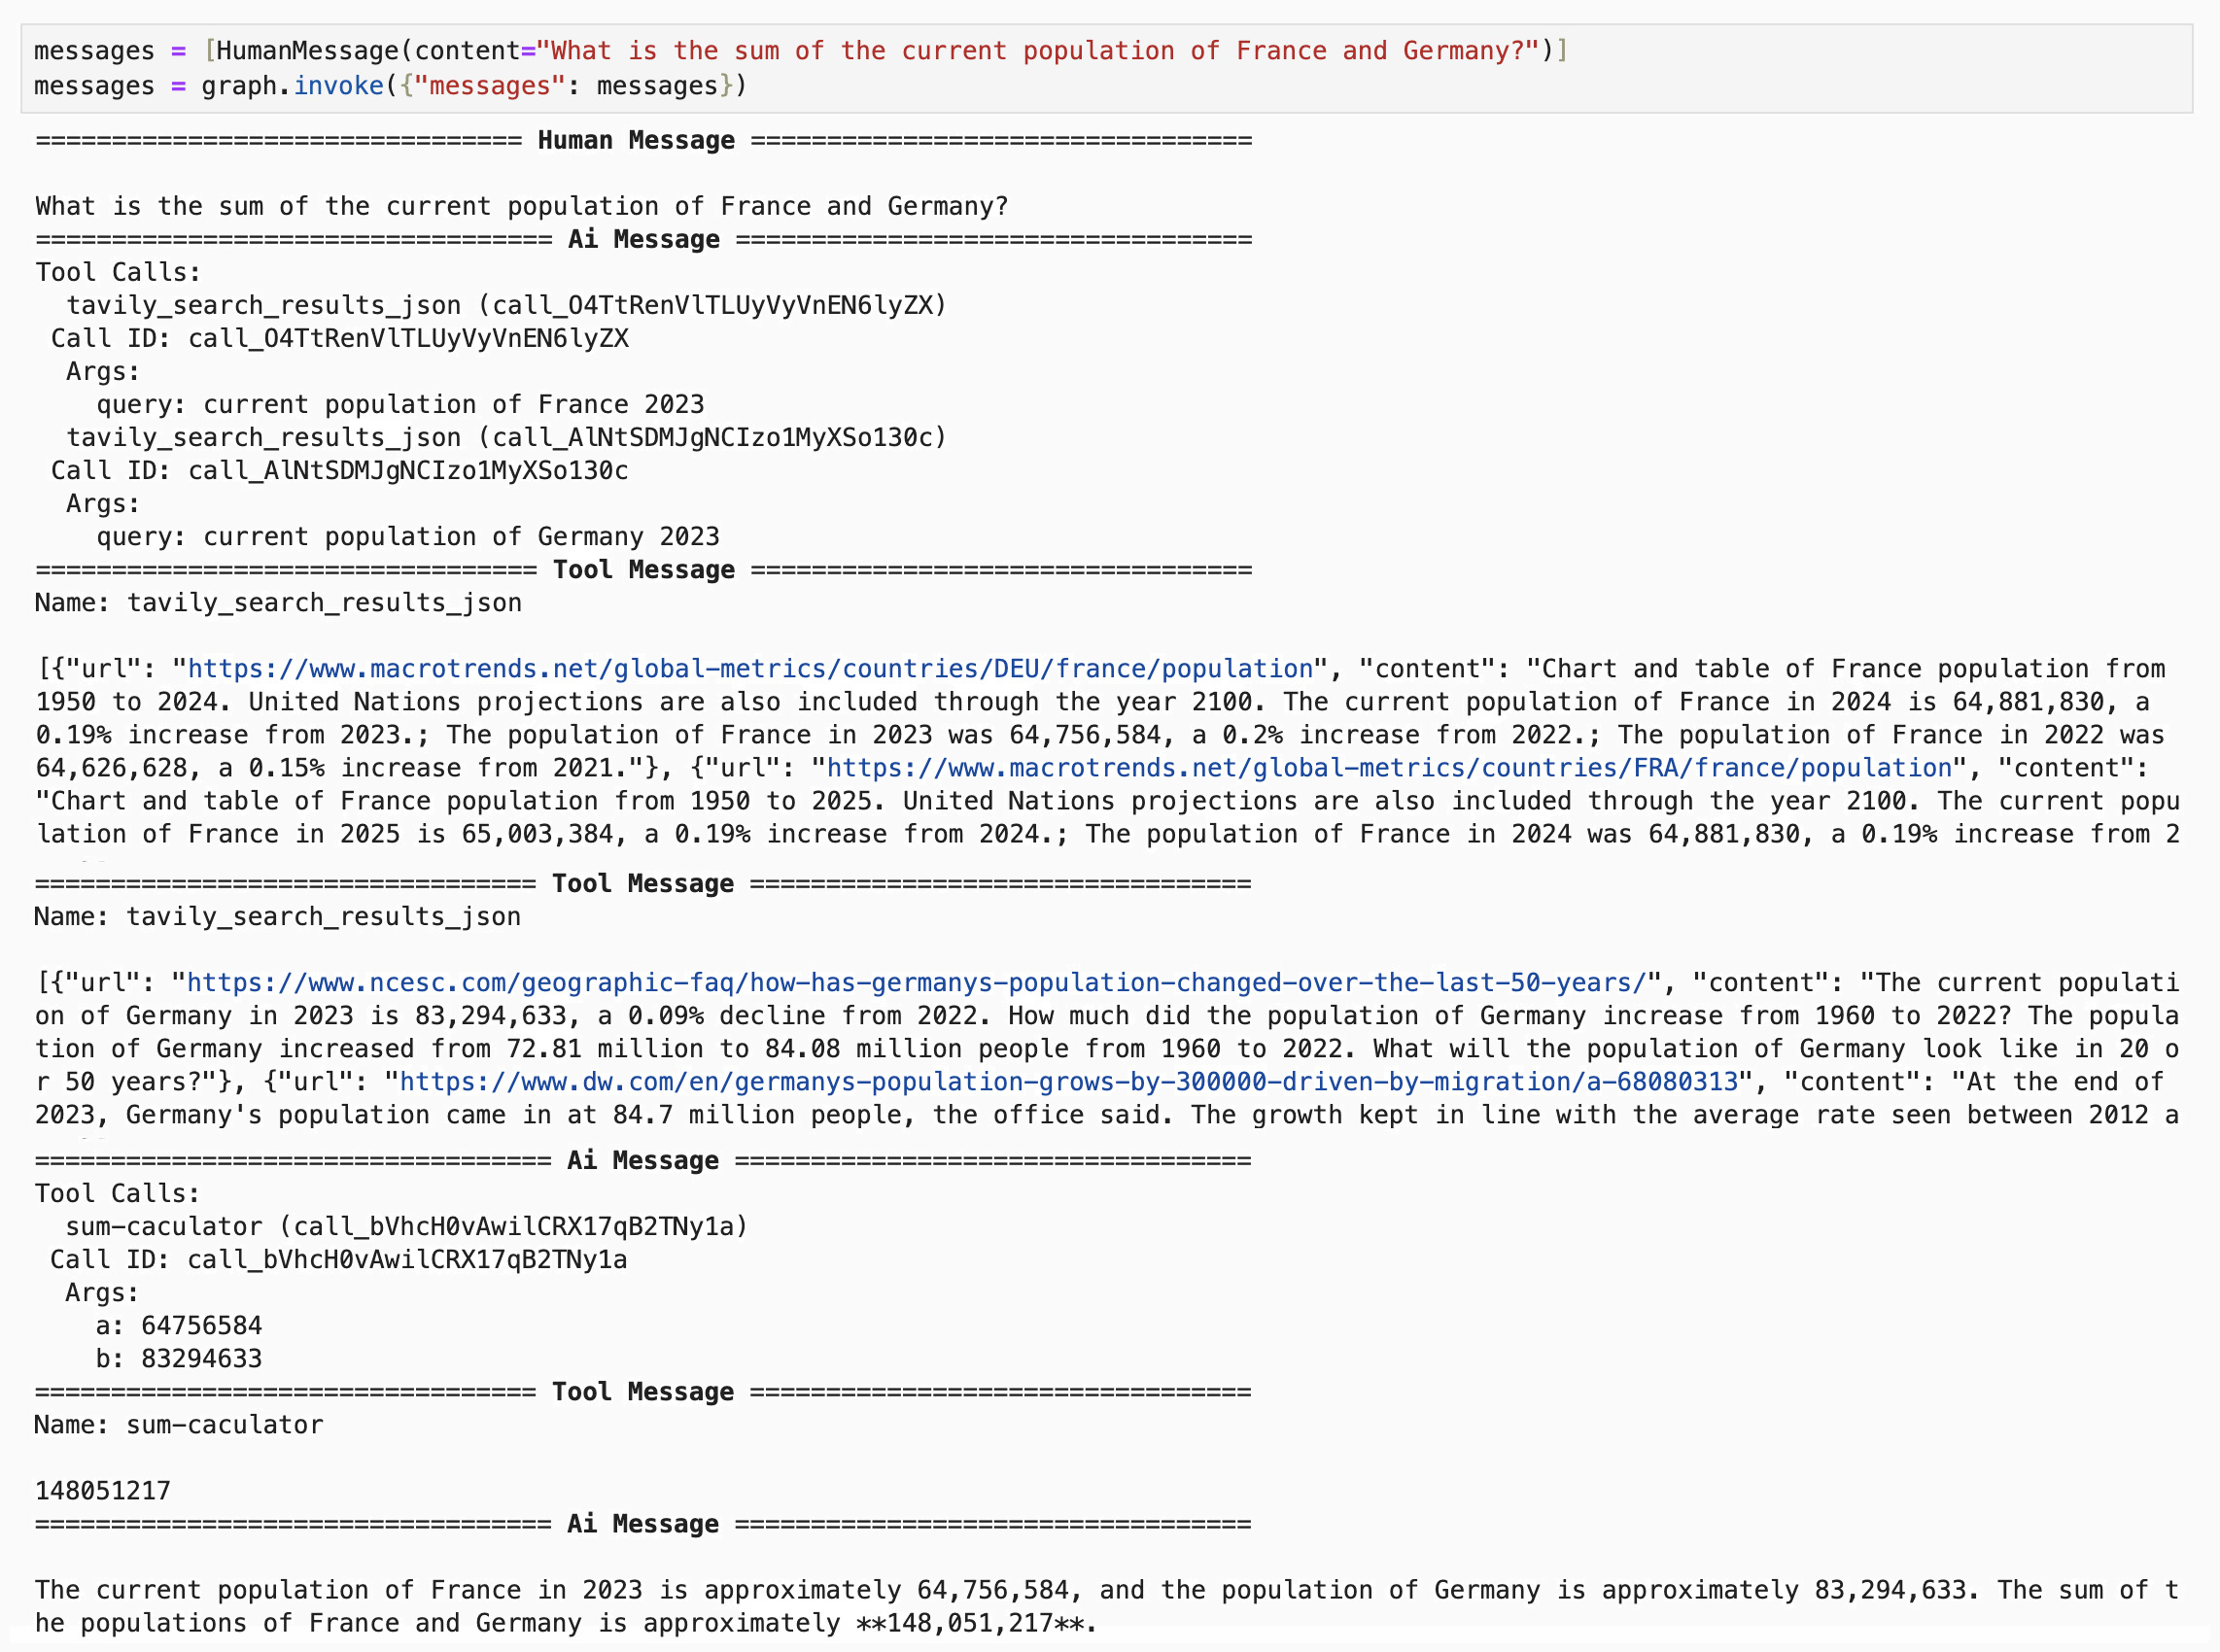 messages = [HumanMessage(content="What is the sum of the current population of France and Germany?")]
messages = graph.invoke({"messages": messages})
================================ Human Message =================================
What is the sum of the current population of France and Germany?
================================== Ai Message ==================================
Tool Calls:
  tavily_search_results_json (call_O4TtRenVlTLUyVyVnEN6lyZX)
 Call ID: call_O4TtRenVlTLUyVyVnEN6lyZX
  Args:
    query: current population of France 2023
  tavily_search_results_json (call_AlNtSDMJgNCIzo1MyXSo130c)
 Call ID: call_AlNtSDMJgNCIzo1MyXSo130c
  Args:
    query: current population of Germany 2023
================================= Tool Message =================================
Name: tavily_search_results_json
[{"url": "https://www.macrotrends.net/global-metrics/countries/DEU/france/population", "content": "Chart and table of France population from
1950 to 2024. United Nations projections are also included through the year 2100. The current population of France in 2024 is 64,881,830, a
0.19% increase from 2023.; The population of France in 2023 was 64,756,584, a 0.2% increase from 2022.; The population of France in 2022 was
64,626,628, a 0.15% increase from 2021."}, {"url": "https://www.macrotrends.net/global-metrics/countries/FRA/france/population", "content":
"Chart and table of France population from 1950 to 2025. United Nations projections are also included through the year 2100. The current popu
lation of France in 2025 is 65,003,384, a 0.19% increase from 2024.; The population of France in 2024 was 64,881,830, a 0.19% increase from 2
================================= Tool Message =================================
Name: tavily_search_results_json
[{"url": "https://www.ncesc.com/geographic-faq/how-has-germanys-population-changed-over-the-last-50-years/", "content": "The current populati
on of Germany in 2023 is 83,294,633, a 0.09% decline from 2022. How much did the population of Germany increase from 1960 to 2022? The popula
tion of Germany increased from 72.81 million to 84.08 million people from 1960 to 2022. What will the population of Germany look like in 20 o
r 50 years?"}, {"url": "https://www.dw.com/en/germanys-population-grows-by-300000-driven-by-migration/a-68080313", "content": "At the end of
2023, Germany's population came in at 84.7 million people, the office said. The growth kept in line with the average rate seen between 2012 a
================================== Ai Message ==================================
Tool Calls:
  sum-caculator (call_bVhcH0vAwilCRX17qB2TNy1a)
 Call ID: call_bVhcH0vAwilCRX17qB2TNy1a
  Args:
    a: 64756584
    b: 83294633
================================= Tool Message =================================
Name: sum-caculator
148051217
================================== Ai Message ==================================
The current population of France in 2023 is approximately 64,756,584, and the population of Germany is approximately 83,294,633. The sum of t
he populations of France and Germany is approximately **148,051,217**.